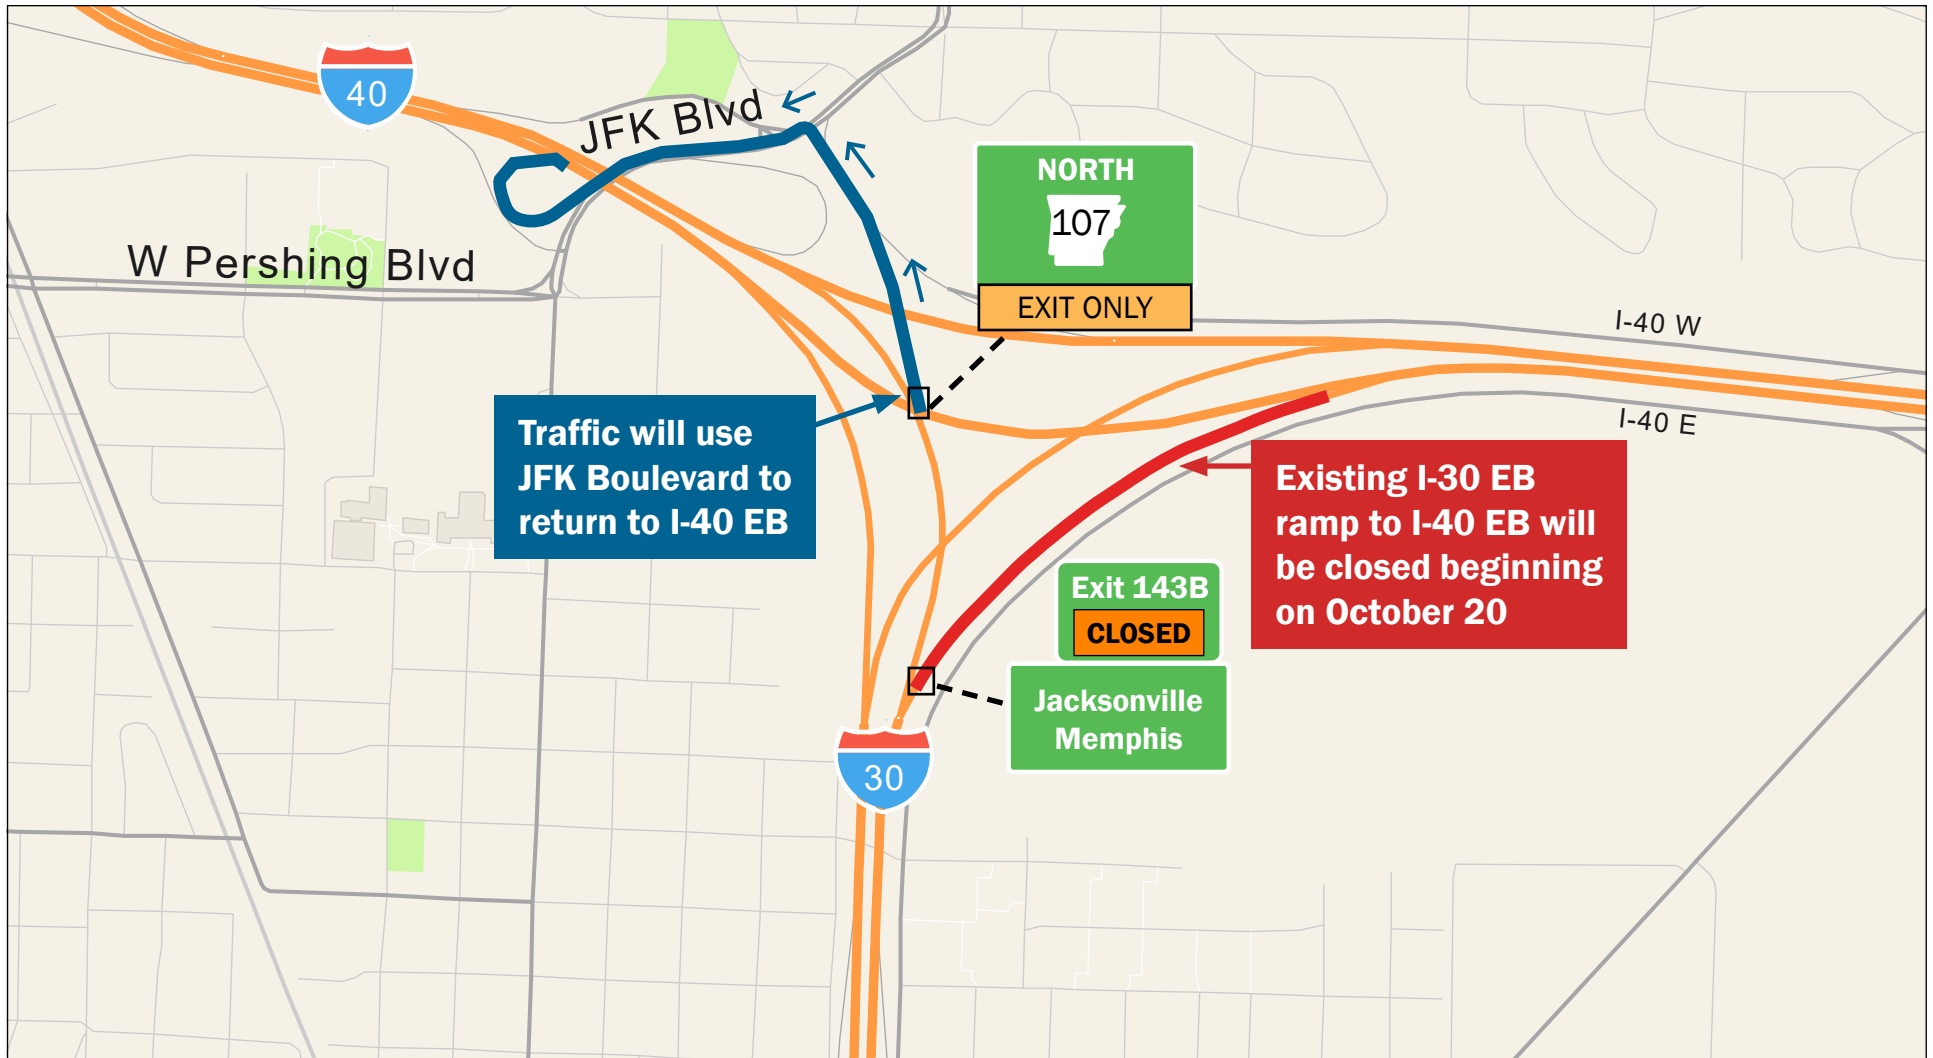 40
JFK Blvd
NORTH
107
EXIT ONLY
W Pershing Blvd
I-40 W
I-40 E
Traffic will use
JFK Boulevard to
return to I-40 EB
Existing I-30 EB
ramp to I-40 EB will
be closed beginning
on October 20
Exit 143B
CLOSED
Jacksonville
Memphis
30